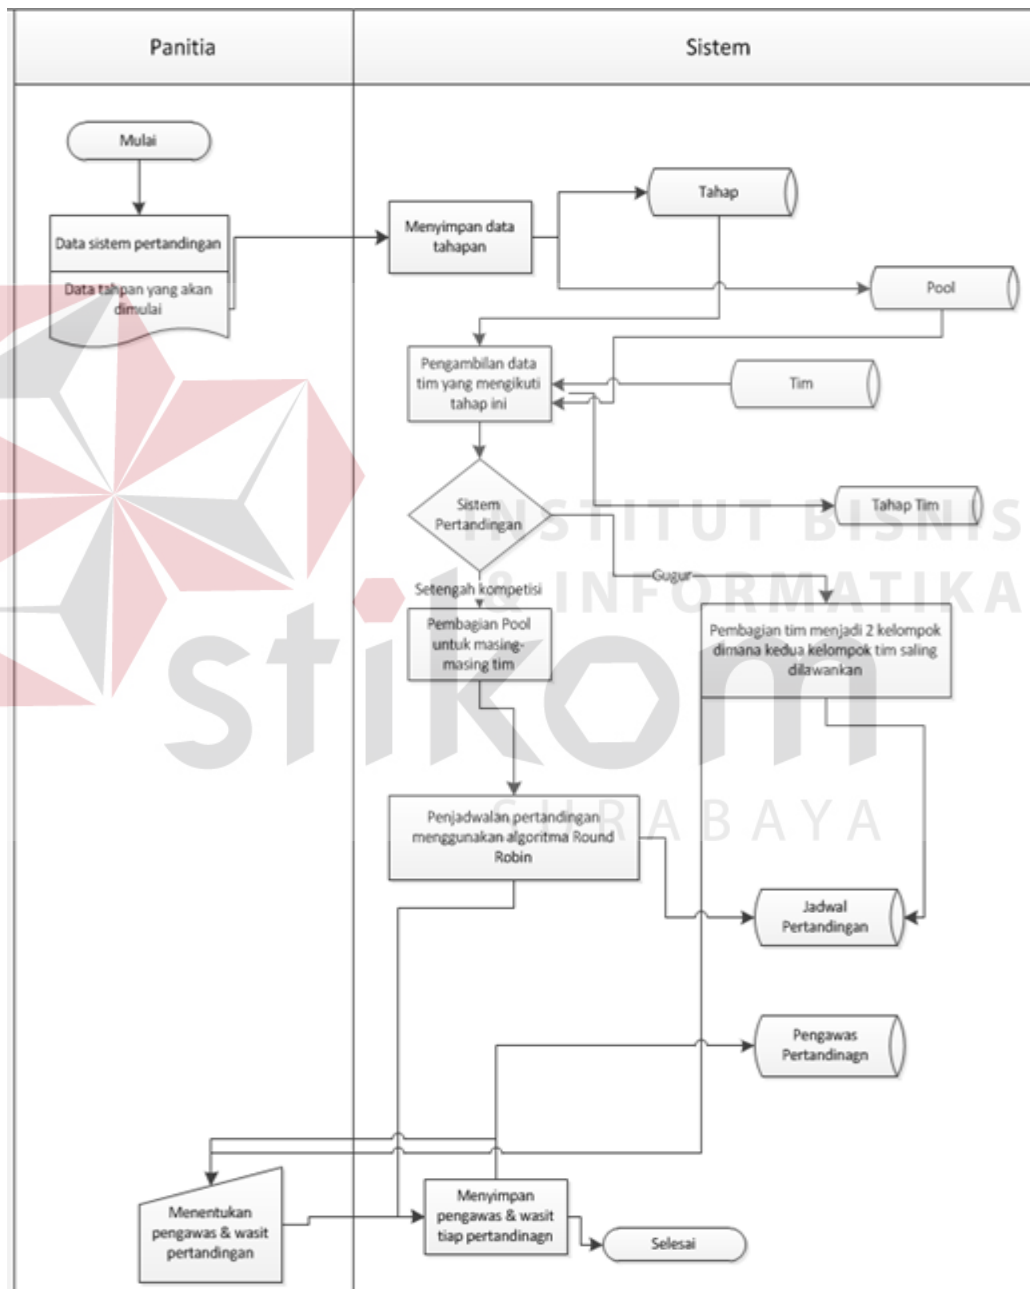 Panitia
Sistem
Mulai
Data sistem pertandingan
Data tahpan yang akan
dimulai
Menyimpan data
tahapan
Tahap
Pool
Pengambilan data
tim yang mengikuti
tahap ini
Tim
Sistem
Pertandingan
Tahap Tim
INSTITUT BISNIS
& INFORMATIKA
stikom
SURABAYA
Gugur
Setengah kompetisi
Pembagian Pool
untuk masing-
masing tim
Pembagian tim menjadi 2 kelompok
dimana kedua kelompok tim saling
dilawankan
Penjadwalan pertandingan
menggunakan algoritma Round
Robin
Jadwal
Pertandingan
Pengawas
Pertandinagn
Menentukan
pengawas & wasit
pertandingan
Menyimpan
pengawas & wasit
tiap pertandinagn
Selesai